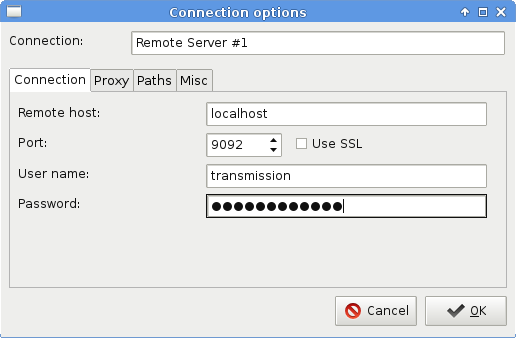 Connection options
Connection: Remote Server #1
Connection Proxy Paths Misc
Remote host: localhost
Port: 9092 Use SSL
User name: transmission
Password: ●●●●●●●●●●●●
Cancel OK